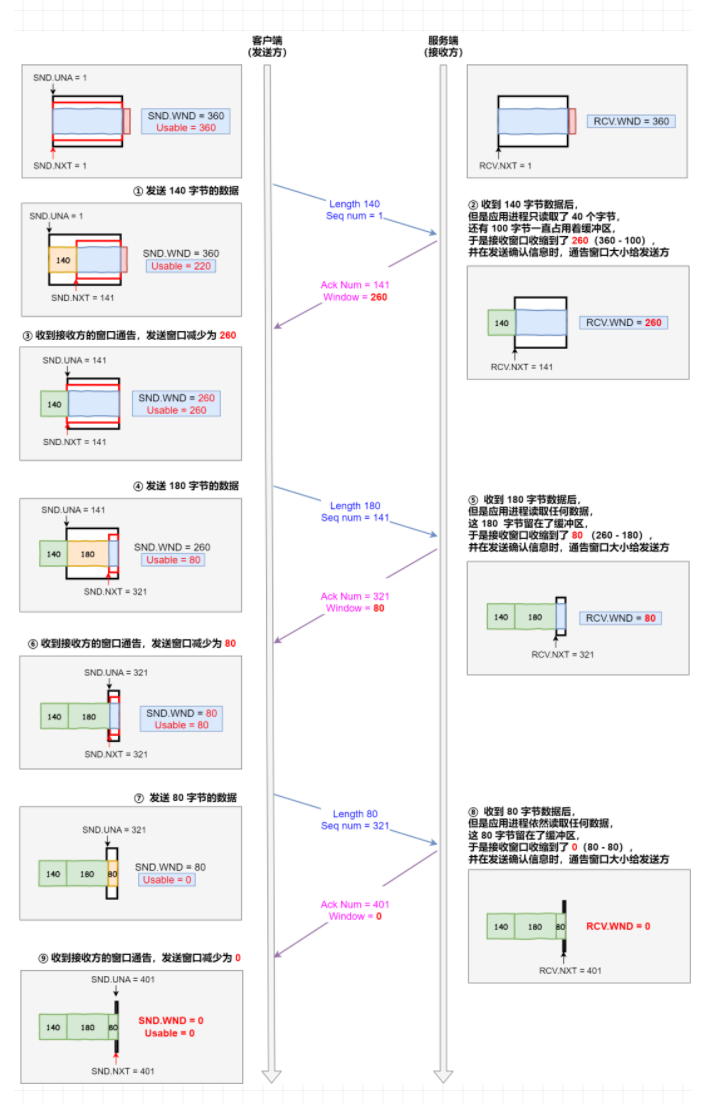 客户端
（发送方）
服务端
（接收方）
SND.UNA = 1
SND.WND = 360
Usable = 360
SND.NXT = 1
RCV.WND = 360
RCV.NXT = 1
① 发送 140 字节的数据
Length 140
Seq num = 1
② 收到 140 字节数据后，
但是应用进程只读取了 40 个字节，
还有 100 字节一直占用着缓冲区，
于是接收窗口收缩到了 260（360 - 100），
并在发送确认信息时，通告窗口大小给发送方
SND.UNA = 1
140
SND.WND = 360
Usable = 220
SND.NXT = 141
Ack Num = 141
Window = 260
140
RCV.WND = 260
RCV.NXT = 141
③ 收到接收方的窗口通告，发送窗口减少为 260
SND.UNA = 141
140
SND.WND = 260
Usable = 260
SND.NXT = 141
④ 发送 180 字节的数据
Length 180
Seq num = 141
⑤ 收到 180 字节数据后，
但是应用进程读取任何数据，
这 180 字节留在了缓冲区，
于是接收窗口收缩到了 80 （260 - 180），
并在发送确认信息时，通告窗口大小给发送方
SND.UNA = 141
140
180
SND.WND = 260
Usable = 80
SND.NXT = 321
Ack Num = 321
Window = 80
140
180
RCV.WND = 80
RCV.NXT = 321
⑥ 收到接收方的窗口通告，发送窗口减少为 80
SND.UNA = 321
140
180
SND.WND = 80
Usable = 80
SND.NXT = 321
⑦ 发送 80 字节的数据
Length 80
Seq num = 321
⑧ 收到 80 字节数据后，
但是应用进程依然读取任何数据，
这 80 字节留在了缓冲区，
于是接收窗口收缩到了 0（80 - 80），
并在发送确认信息时，通告窗口大小给发送方
SND.UNA = 321
140
180
80
SND.WND = 80
Usable = 0
Ack Num = 401
Window = 0
140
180
80
RCV.WND = 0
RCV.NXT = 401
⑨ 收到接收方的窗口通告，发送窗口减少为 0
SND.UNA = 401
140
180
80
SND.WND = 0
Usable = 0
SND.NXT = 401